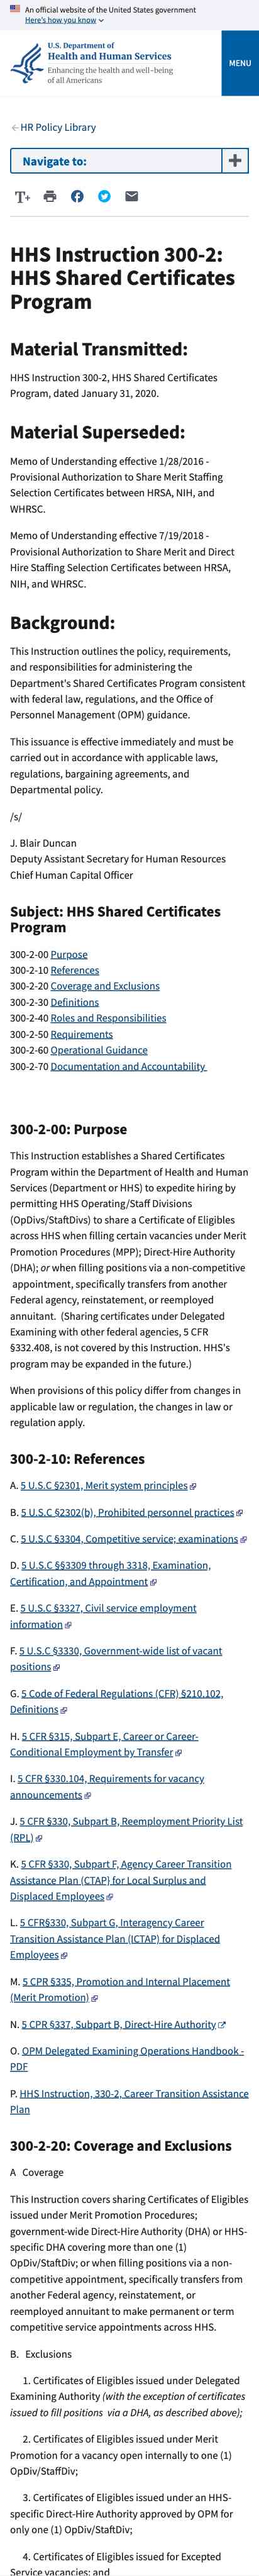 An official website of the United States government
Here's how you know
U.S. Department of
Health and Human Services
Enhancing the health and well-being
of all Americans
MENU
HR Policy Library
Navigate to:
HHS Instruction 300-2:
HHS Shared Certificates
Program
Material Transmitted:
HHS Instruction 300-2, HHS Shared Certificates
Program, dated January 31, 2020.
Material Superseded:
Memo of Understanding effective 1/28/2016 -
Provisional Authorization to Share Merit Staffing
Selection Certificates between HRSA, NIH, and
WHRSC.
Memo of Understanding effective 7/19/2018 -
Provisional Authorization to Share Merit and Direct
Hire Staffing Selection Certificates between HRSA,
NIH, and WHRSC.
Background:
This Instruction outlines the policy, requirements,
and responsibilities for administering the
Department's Shared Certificates Program consistent
with federal law, regulations, and the Office of
Personnel Management (OPM) guidance.
This issuance is effective immediately and must be
carried out in accordance with applicable laws,
regulations, bargaining agreements, and
Departmental policy.
/s/
J. Blair Duncan
Deputy Assistant Secretary for Human Resources
Chief Human Capital Officer
Subject: HHS Shared Certificates
Program
300-2-00 Purpose
300-2-10 References
300-2-20 Coverage and Exclusions
300-2-30 Definitions
300-2-40 Roles and Responsibilities
300-2-50 Requirements
300-2-60 Operational Guidance
300-2-70 Documentation and Accountability
300-2-00: Purpose
This Instruction establishes a Shared Certificates
Program within the Department of Health and Human
Services (Department or HHS) to expedite hiring by
permitting HHS Operating/Staff Divisions
(OpDivs/StaftDivs) to share a Certificate of Eligibles
across HHS when filling certain vacancies under Merit
Promotion Procedures (MPP); Direct-Hire Authority
(DHA); or when filling positions via a non-competitive
appointment, specifically transfers from another
Federal agency, reinstatement, or reemployed
annuitant. (Sharing certificates under Delegated
Examining with other federal agencies, 5 CFR
§332.408, is not covered by this Instruction. HHS's
program may be expanded in the future.)
When provisions of this policy differ from changes in
applicable law or regulation, the changes in law or
regulation apply.
300-2-10: References
A. 5 U.S.C §2301, Merit system principles
B. 5 U.S.C §2302(b), Prohibited personnel practices
C. 5 U.S.C §3304, Competitive service; examinations
D. 5 U.S.C §§3309 through 3318, Examination,
Certification, and Appointment
E. 5 U.S.C §3327, Civil service employment
information
F. 5 U.S.C §3330, Government-wide list of vacant
positions
G. 5 Code of Federal Regulations (CFR) §210.102,
Definitions
H. 5 CFR §315, Subpart E, Career or Career-
Conditional Employment by Transfer
I. 5 CFR §330.104, Requirements for vacancy
announcements
J. 5 CFR §330, Subpart B, Reemployment Priority List
(RPL)
K. 5 CFR §330, Subpart F, Agency Career Transition
Assistance Plan (CTAP} for Local Surplus and
Displaced Employees
L. 5 CFR§330, Subpart G, Interagency Career
Transition Assistance Plan (ICTAP) for Displaced
Employees
M. 5 CPR §335, Promotion and Internal Placement
(Merit Promotion)
N. 5 CPR §337, Subpart B, Direct-Hire Authority
O. OPM Delegated Examining Operations Handbook -
PDF
P. HHS Instruction, 330-2, Career Transition Assistance
Plan
300-2-20: Coverage and Exclusions
A Coverage
This Instruction covers sharing Certificates of Eligibles
issued under Merit Promotion Procedures;
government-wide Direct-Hire Authority (DHA) or HHS-
specific DHA covering more than one (1)
OpDiv/StafDiv; or when filling positions via a non-
competitive appointment, specifically transfers from
another Federal agency, reinstatement, or
reemployed annuitant to make permanent or term
competitive service appointments across HHS.
B. Exclusions
1. Certificates of Eligibles issued under Delegated
Examining Authority (with the exception of certificates
issued to fill positions via a DHA, as described above);
2. Certificates of Eligibles issued under Merit
Promotion for a vacancy open internally to one (1)
OpDiv/StaffDiv;
3. Certificates of Eligibles issued under an HHS-
specific Direct-Hire Authority approved by OPM for
only one (1) OpDiv/StaftDiv;
4. Certificates of Eligibles issued for Excepted
Service vacancies; and